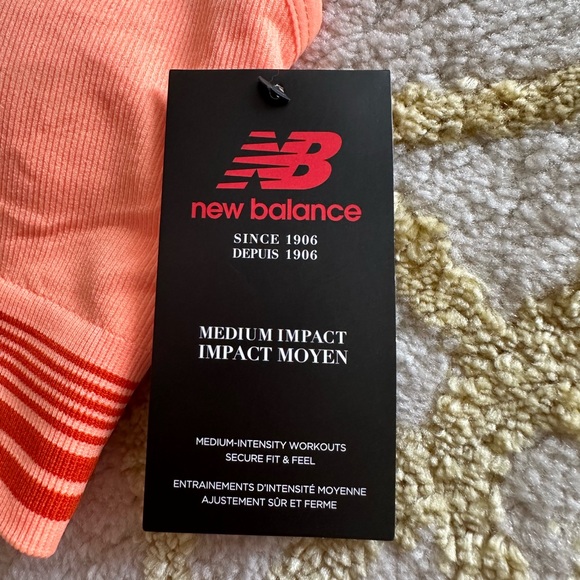 NB
new balance
SINCE 1906
DEPUIS 1906
MEDIUM IMPACT
IMPACT MOYEN
MEDIUM-INTENSITY WORKOUTS
SECURE FIT & FEEL
ENTRAINEMENTS D'INTENSITÉ MOYENNE
AJUSTEMENT SÛR ET FERME